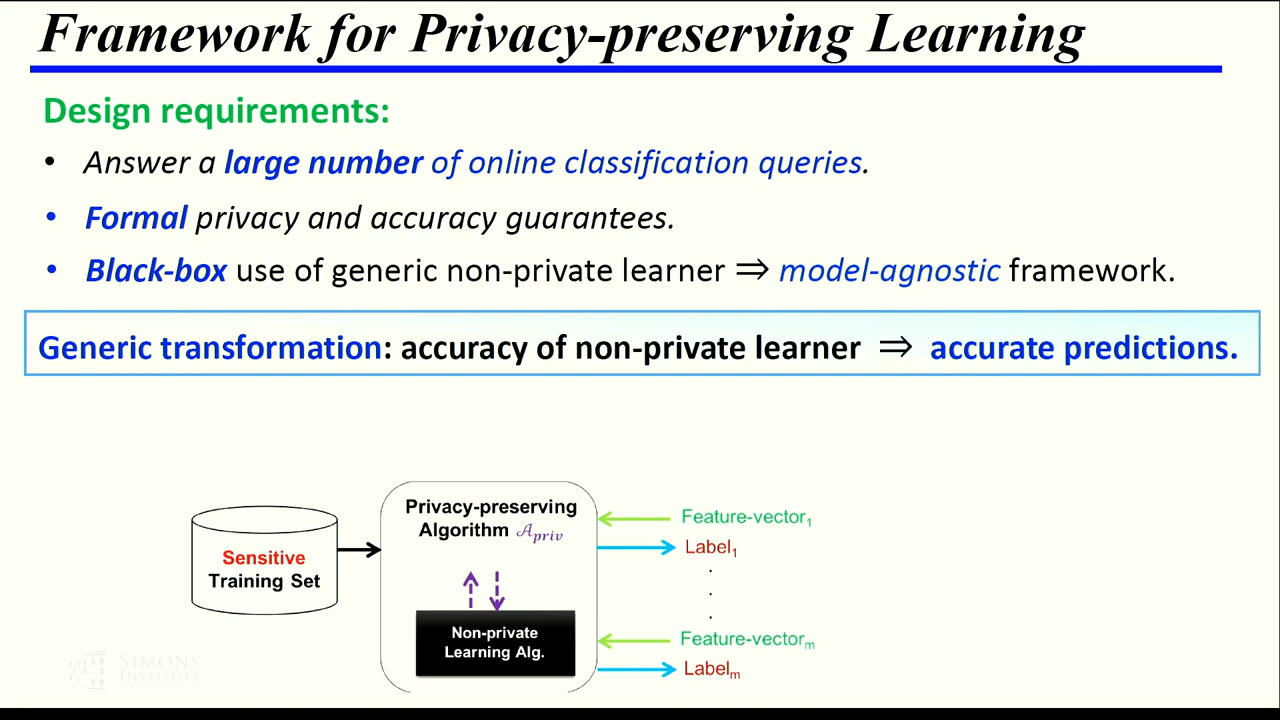 Framework for Privacy-preserving Learning
Design requirements:
• Answer a large number of online classification queries.
• Formal privacy and accuracy guarantees.
• Black-box use of generic non-private learner ⇒ model-agnostic framework.
Generic transformation: accuracy of non-private learner ⇒ accurate predictions.
Sensitive
Training Set
Privacy-preserving
Algorithm 𝒜priv
Non-private
Learning Alg.
Feature-vector1
Label1
.
.
.
Feature-vectorm
Labelm
SIMONS
INSTITUTE